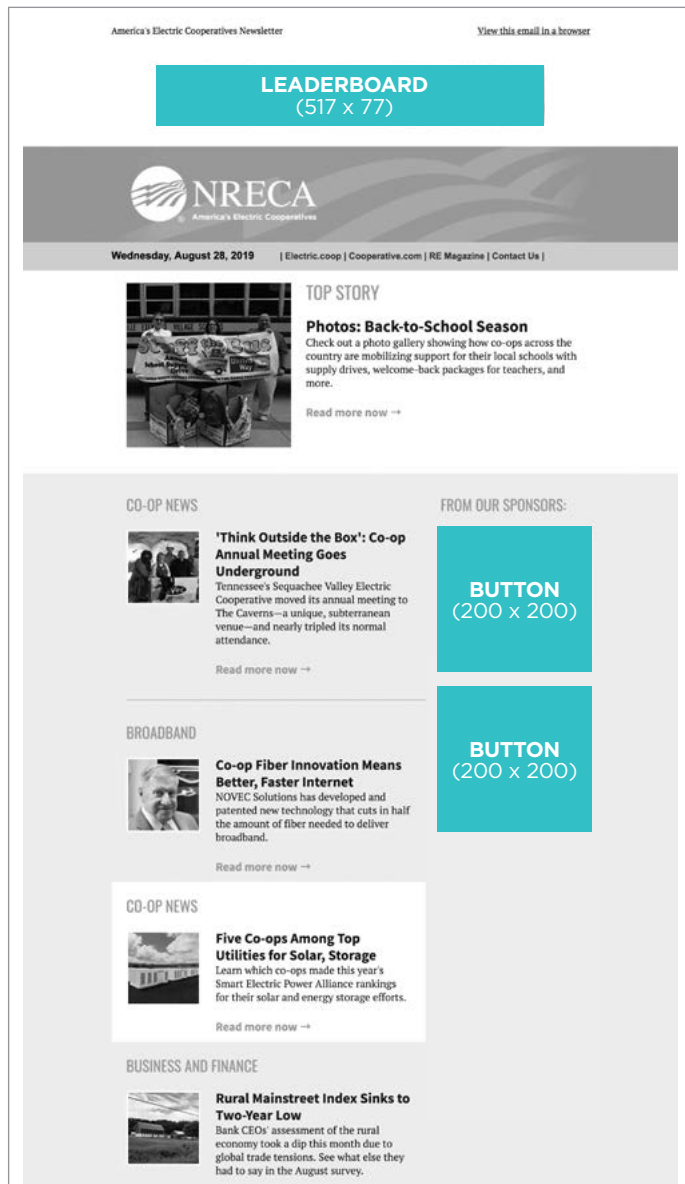 America's Electric Cooperatives Newsletter
View this email in a browser
LEADERBOARD
(517 x 77)
NRECA
America's Electric Cooperatives
Wednesday, August 28, 2019 | Electric.coop | Cooperative.com | RE Magazine | Contact Us |
TOP STORY
Photos: Back-to-School Season
Check out a photo gallery showing how co-ops across the
country are mobilizing support for their local schools with
supply drives, welcome-back packages for teachers, and
more.
Read more now →
CO-OP NEWS
'Think Outside the Box': Co-op
Annual Meeting Goes
Underground
Tennessee's Sequachee Valley Electric
Cooperative moved its annual meeting to
The Caverns—a unique, subterranean
venue—and nearly tripled its normal
attendance.
Read more now →
BROADBAND
Co-op Fiber Innovation Means
Better, Faster Internet
NOVEC Solutions has developed and
patented new technology that cuts in half
the amount of fiber needed to deliver
broadband.
Read more now →
CO-OP NEWS
Five Co-ops Among Top
Utilities for Solar, Storage
Learn which co-ops made this year's
Smart Electric Power Alliance rankings
for their solar and energy storage efforts.
Read more now →
BUSINESS AND FINANCE
Rural Mainstreet Index Sinks to
Two-Year Low
Bank CEOs' assessment of the rural
economy took a dip this month due to
global trade tensions. See what else they
had to say in the August survey.
FROM OUR SPONSORS:
BUTTON
(200 x 200)
BUTTON
(200 x 200)